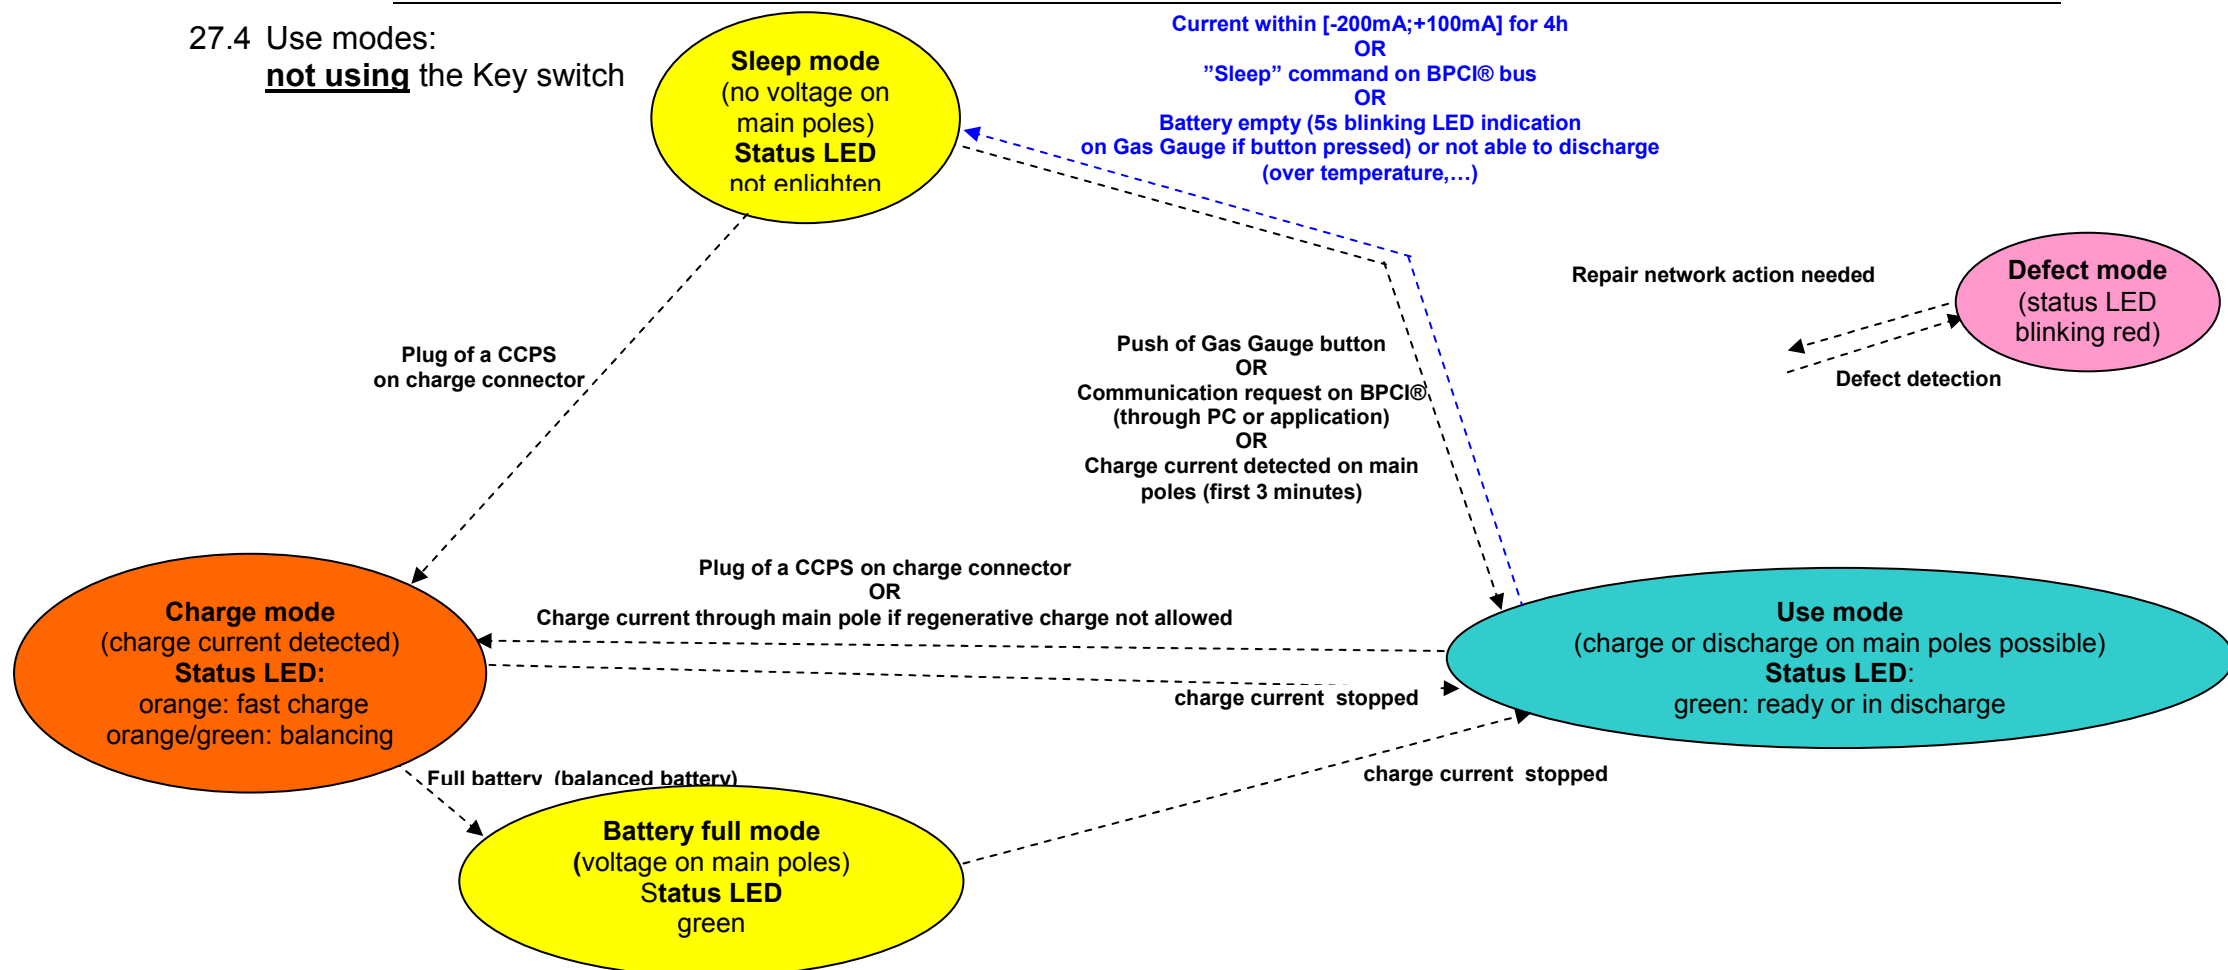 27.4 Use modes:
not using the Key switch
Sleep mode
(no voltage on
main poles)
Status LED
not enlighten
Current within [-200mA;+100mA] for 4h
OR
”Sleep” command on BPCI® bus
OR
Battery empty (5s blinking LED indication
on Gas Gauge if button pressed) or not able to discharge
(over temperature,…)
Repair network action needed
Defect mode
(status LED
blinking red)
Defect detection
Plug of a CCPS
on charge connector
Push of Gas Gauge button
OR
Communication request on BPCI®
(through PC or application)
OR
Charge current detected on main
poles (first 3 minutes)
Plug of a CCPS on charge connector
OR
Charge current through main pole if regenerative charge not allowed
Charge mode
(charge current detected)
Status LED:
orange: fast charge
orange/green: balancing
Use mode
(charge or discharge on main poles possible)
Status LED:
green: ready or in discharge
charge current stopped
Full battery (balanced battery)
charge current stopped
Battery full mode
(voltage on main poles)
Status LED
green